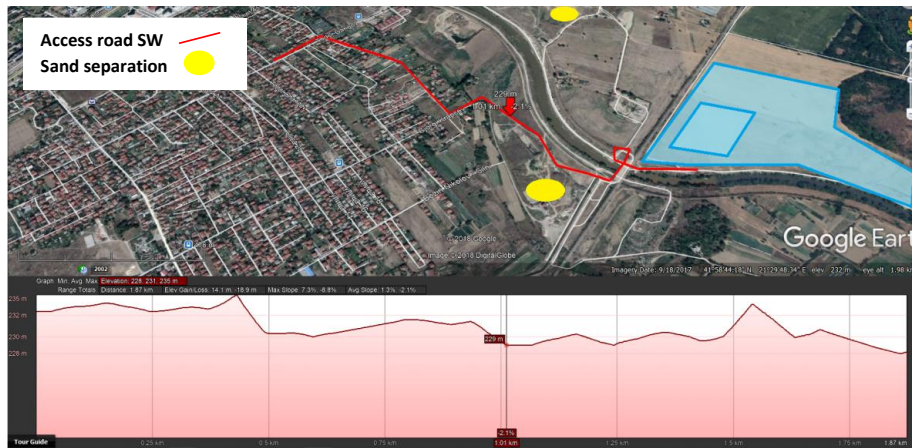 Access road SW
Sand separation
229 m
1.01 km -2.1%
© 2018 Google
Image © 2018 DigitalGlobe
Google Eart
2002
Imagery Date: 9/18/2017 41°58'44.18" N 21°29'48.34" E elev 232 m eye alt 1.98 km
Graph: Min, Avg, Max Elevation: 228, 231, 235 m
Range Totals: Distance: 1.87 km Elev Gain/Loss: 14.1 m, -18.9 m Max Slope: 7.3%, -8.8% Avg Slope: 1.3%, -2.1%
235 m
232 m
230 m
229 m
228 m
-2.1%
Tour Guide 0.25 km 0.5 km 0.75 km 1.01 km 1.25 km 1.5 km 1.75 km 1.87 km